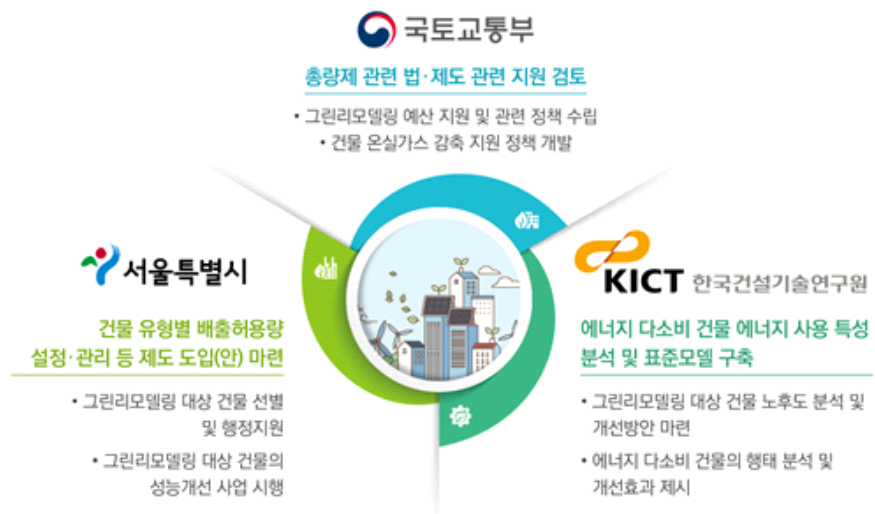 국토교통부
총량제 관련 법·제도 관련 지원 검토
• 그린리모델링 예산 지원 및 관련 정책 수립
• 건물 온실가스 감축 지원 정책 개발
서울특별시
건물 유형별 배출허용량
설정·관리 등 제도 도입(안) 마련
• 그린리모델링 대상 건물 선별
및 행정지원
• 그린리모델링 대상 건물의
성능개선 사업 시행
KICT 한국건설기술연구원
에너지 다소비 건물 에너지 사용 특성
분석 및 표준모델 구축
• 그린리모델링 대상 건물 노후도 분석 및
개선방안 마련
• 에너지 다소비 건물의 행태 분석 및
개선효과 제시